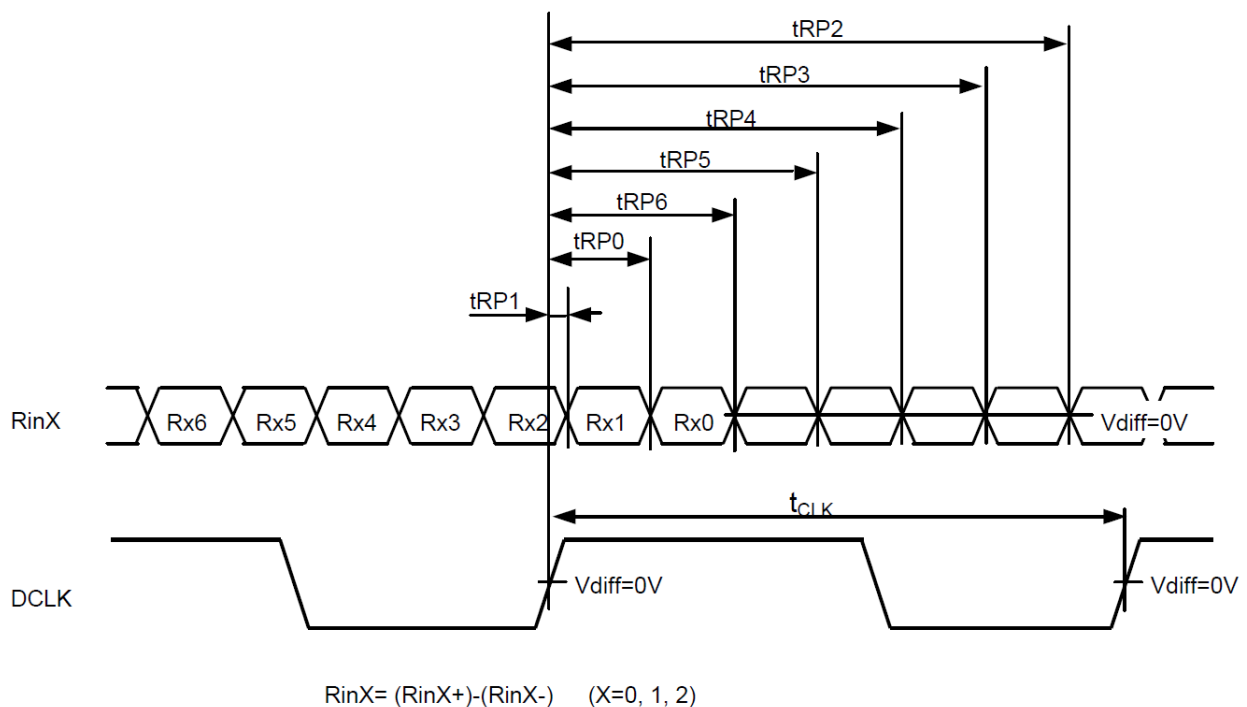 tRP2
tRP3
tRP4
tRP5
tRP6
tRP0
tRP1
RinX Rx6 Rx5 Rx4 Rx3 Rx2 Rx1 Rx0 Vdiff=0V
tCLK
DCLK Vdiff=0V Vdiff=0V
RinX= (RinX+)-(RinX-) (X=0, 1, 2)